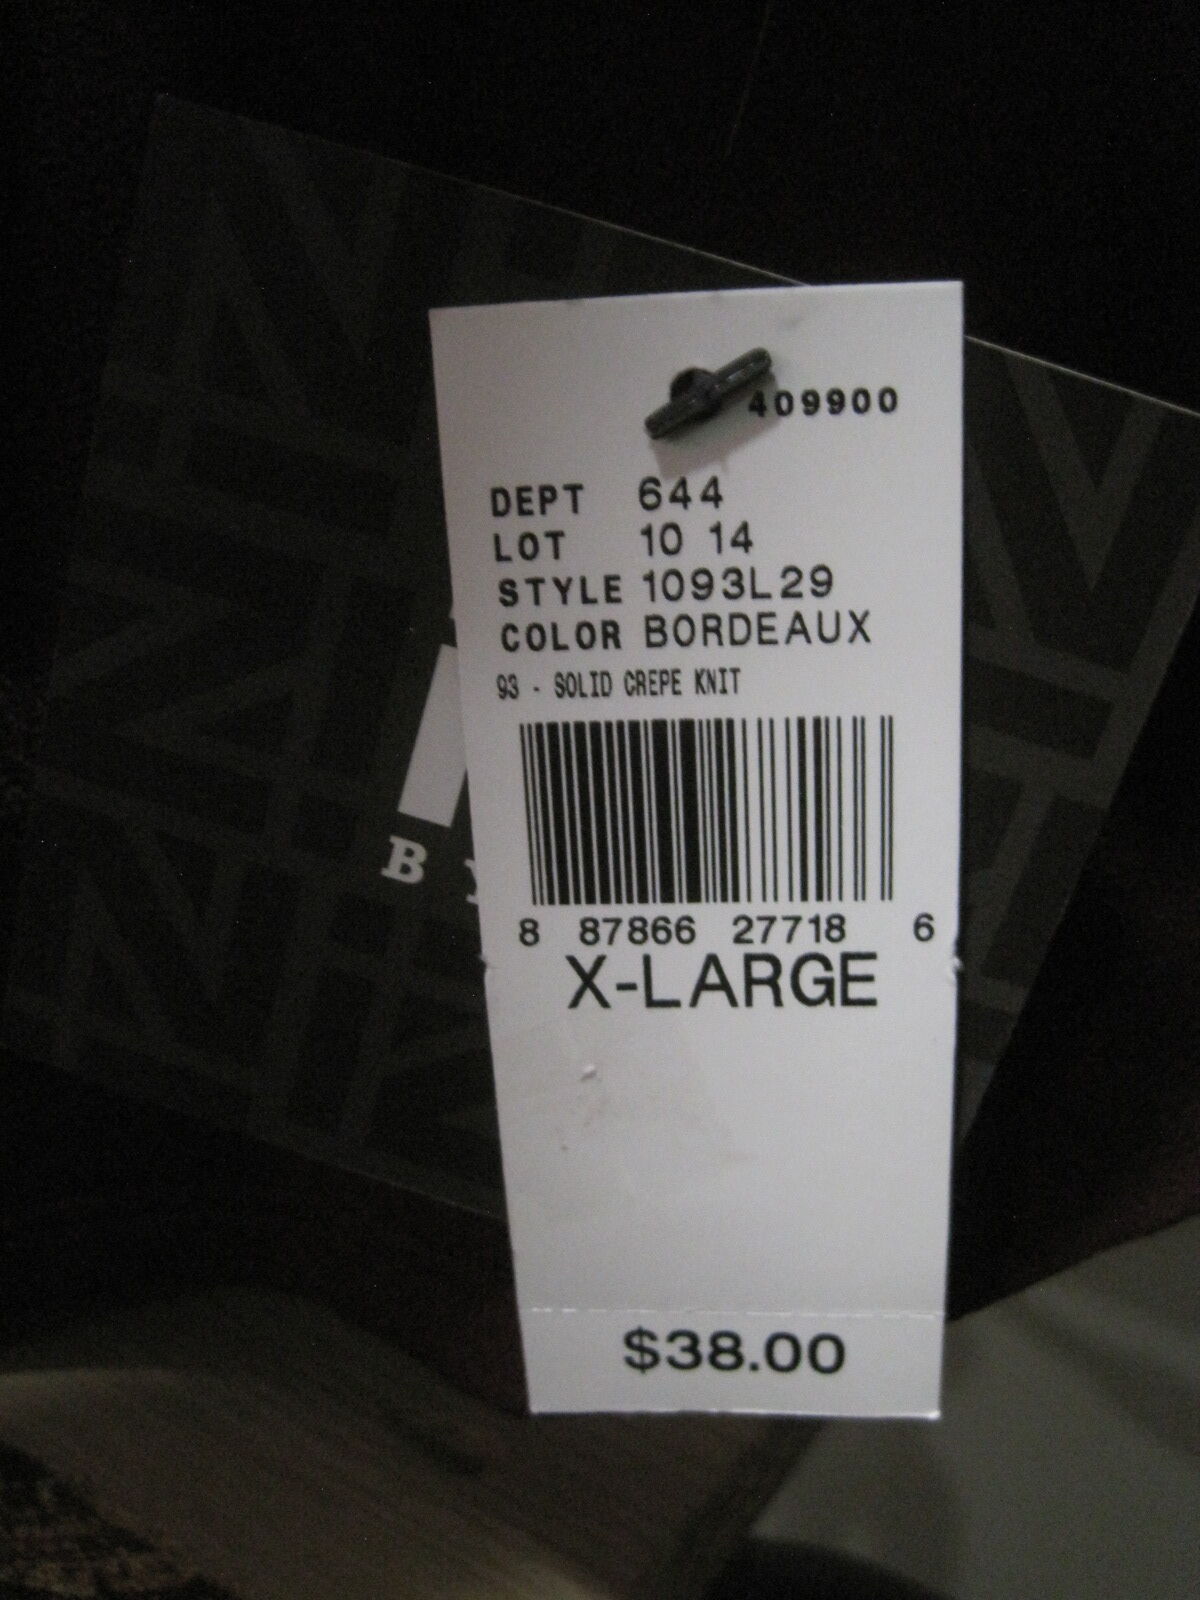 409900
DEPT 644
LOT 10 14
STYLE 1093L29
COLOR BORDEAUX
93 - SOLID CREPE KNIT
8 87866 27718 6
X-LARGE
$38.00
B